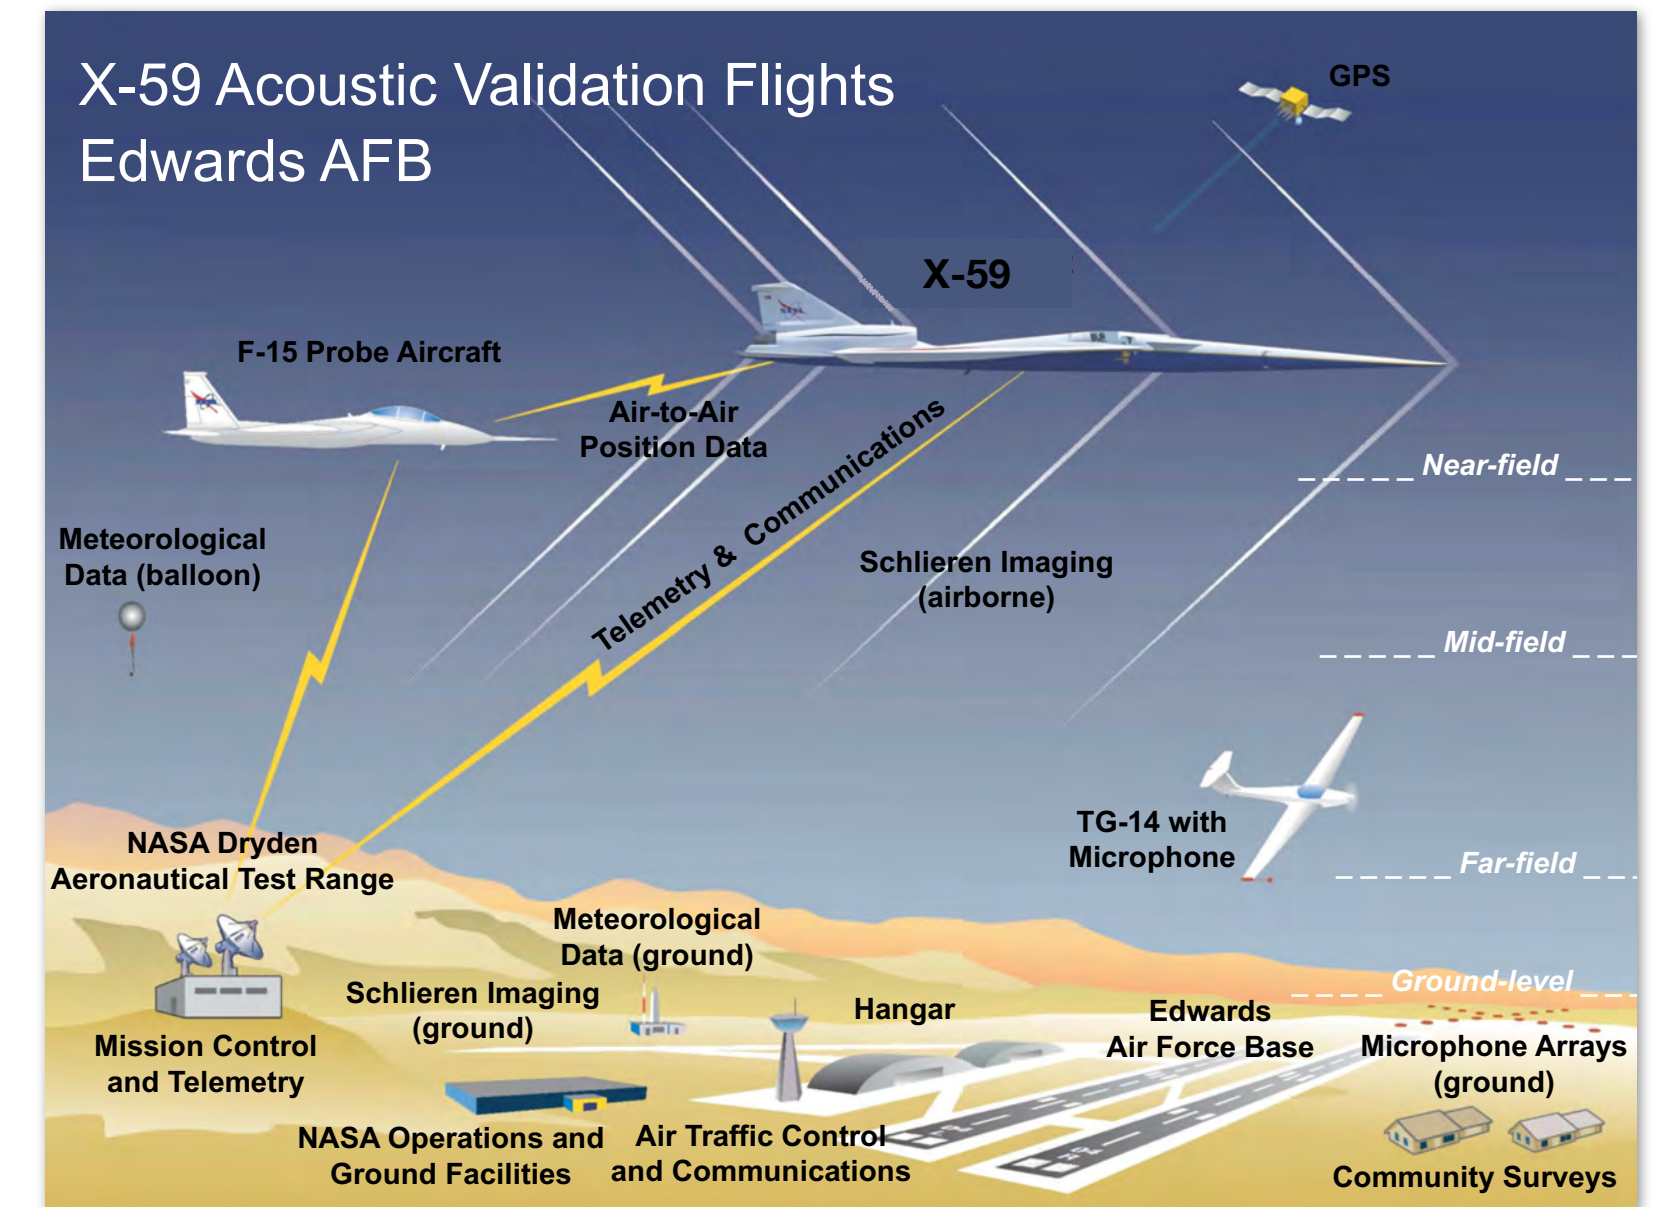 X-59 Acoustic Validation Flights
Edwards AFB
GPS
X-59
F-15 Probe Aircraft
Air-to-Air
Position Data
Telemetry & Communications
Near-field
Meteorological
Data (balloon)
Schlieren Imaging
(airborne)
Mid-field
TG-14 with
Microphone
NASA Dryden
Aeronautical Test Range
Far-field
Meteorological
Data (ground)
Schlieren Imaging
(ground)
Ground-level
Hangar
Edwards
Air Force Base
Mission Control
and Telemetry
Microphone Arrays
(ground)
NASA Operations and
Ground Facilities
Air Traffic Control
and Communications
Community Surveys